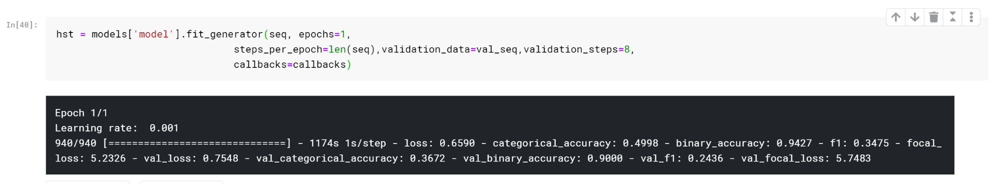 In[40]:
hst = models['model'].fit_generator(seq, epochs=1,
steps_per_epoch=len(seq),validation_data=val_seq,validation_steps=8,
callbacks=callbacks)
Epoch 1/1
Learning rate:  0.001
940/940 [==============================] - 1174s 1s/step - loss: 0.6590 - categorical_accuracy: 0.4998 - binary_accuracy: 0.9427 - f1: 0.3475 - focal_
loss: 5.2326 - val_loss: 0.7548 - val_categorical_accuracy: 0.3672 - val_binary_accuracy: 0.9000 - val_f1: 0.2436 - val_focal_loss: 5.7483